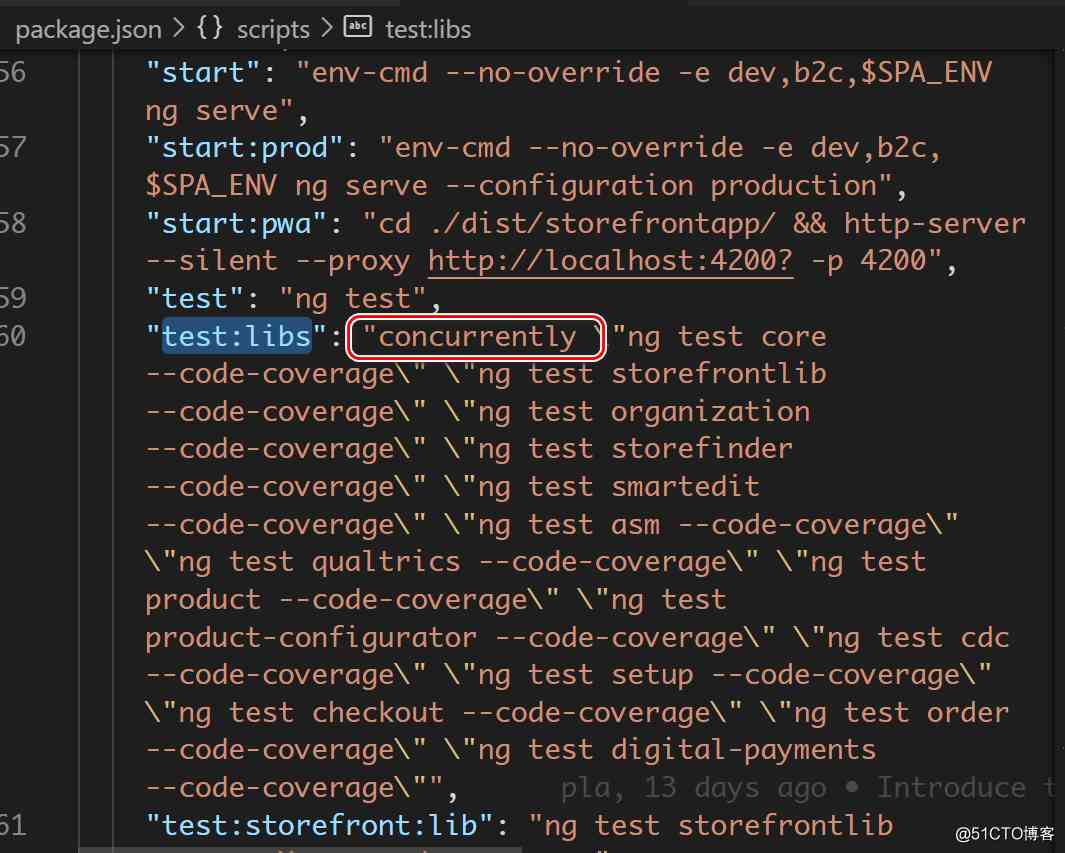 package.json > {} scripts > abc test:libs
56 "start": "env-cmd --no-override -e dev,b2c,$SPA_ENV
ng serve",
57 "start:prod": "env-cmd --no-override -e dev,b2c,
$SPA_ENV ng serve --configuration production",
58 "start:pwa": "cd ./dist/storefrontapp/ && http-server
--silent --proxy http://localhost:4200? -p 4200",
59 "test": "ng test",
60 "test:libs": "concurrently \"ng test core
--code-coverage\" \"ng test storefrontlib
--code-coverage\" \"ng test organization
--code-coverage\" \"ng test storefinder
--code-coverage\" \"ng test smartedit
--code-coverage\" \"ng test asm --code-coverage\"
\"ng test qualtrics --code-coverage\" \"ng test
product --code-coverage\" \"ng test
product-configurator --code-coverage\" \"ng test cdc
--code-coverage\" \"ng test setup --code-coverage\"
\"ng test checkout --code-coverage\" \"ng test order
--code-coverage\" \"ng test digital-payments
--code-coverage\"", pla, 13 days ago • Introduce t
61 "test:storefront:lib": "ng test storefrontlib
@51CTO博客